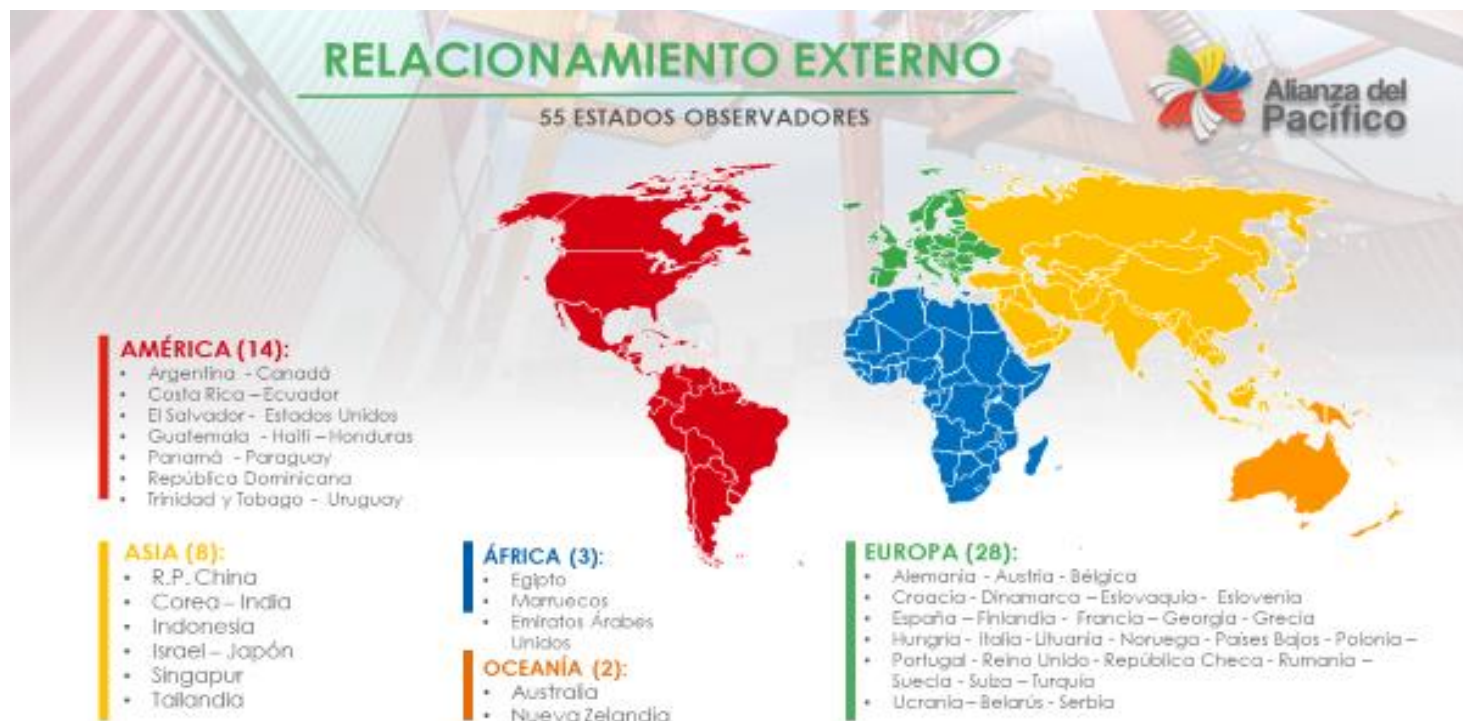 RELACIONAMIENTO EXTERNO
55 ESTADOS OBSERVADORES
Alianza del
Pacífico
AMÉRICA (14):
• Argentina - Canadá
• Costa Rica – Ecuador
• El Salvador - Estados Unidos
• Guatemala - Haití – Honduras
• Panamá - Paraguay
• República Dominicana
• Trinidad y Tobago - Uruguay
ASIA (8):
• R.P. China
• Corea – India
• Indonesia
• Israel – Japón
• Singapur
• Tailandia
ÁFRICA (3):
• Egipto
• Marruecos
• Emiratos Árabes
Unidos
OCEANÍA (2):
• Australia
• Nueva Zelandia
EUROPA (28):
• Alemania - Austria - Bélgica
• Croacia - Dinamarca – Eslovaquia - Eslovenia
• España – Finlandia - Francia – Georgia - Grecia
• Hungría - Italia - Lituania - Noruega - Países Bajos - Polonia –
• Portugal - Reino Unido - República Checa - Rumania –
Suecia - Suiza – Turquía
• Ucrania – Belarús - Serbia